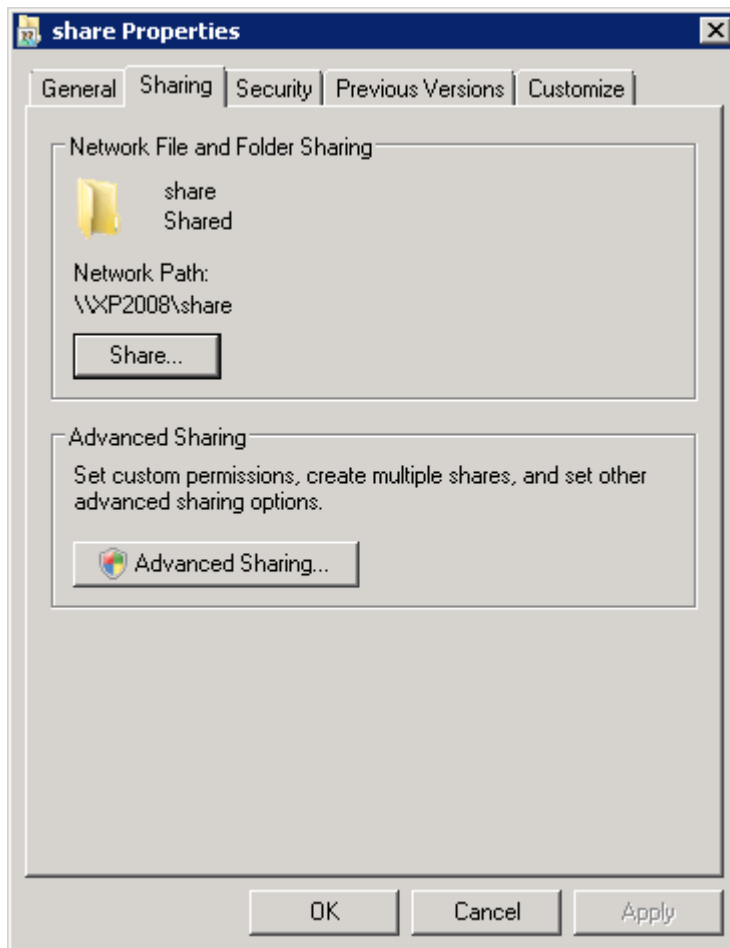 share Properties
General Sharing Security Previous Versions Customize
Network File and Folder Sharing
share
Shared
Network Path:
\\XP2008\share
Share...
Advanced Sharing
Set custom permissions, create multiple shares, and set other
advanced sharing options.
Advanced Sharing...
OK Cancel Apply